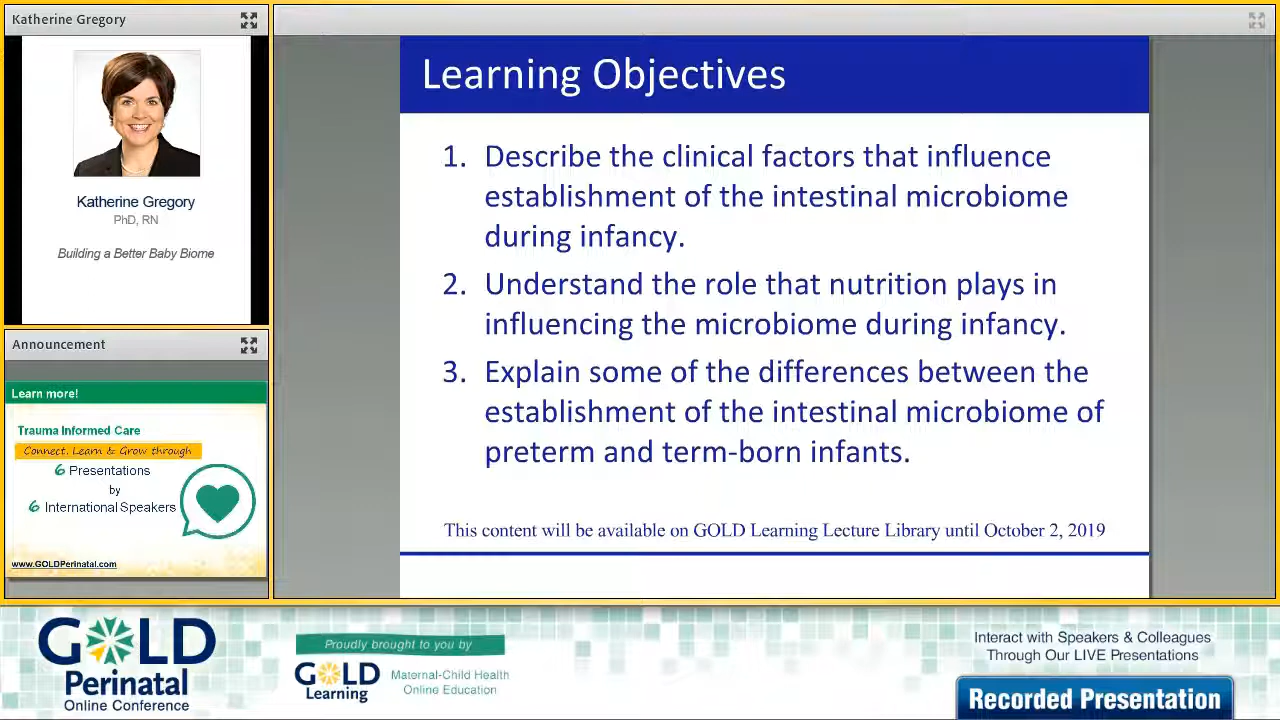 Katherine Gregory
Katherine Gregory
PhD, RN
Building a Better Baby Biome
Announcement
Learn more!
Trauma Informed Care
Connect, Learn & Grow through
6 Presentations
by
6 International Speakers
www.GOLDPerinatal.com
Learning Objectives
1. Describe the clinical factors that influence
establishment of the intestinal microbiome
during infancy.
2. Understand the role that nutrition plays in
influencing the microbiome during infancy.
3. Explain some of the differences between the
establishment of the intestinal microbiome of
preterm and term-born infants.
This content will be available on GOLD Learning Lecture Library until October 2, 2019
GOLD
Perinatal
Online Conference
Proudly brought to you by
GOLD
Learning
Maternal-Child Health
Online Education
Interact with Speakers & Colleagues
Through Our LIVE Presentations
Recorded Presentation